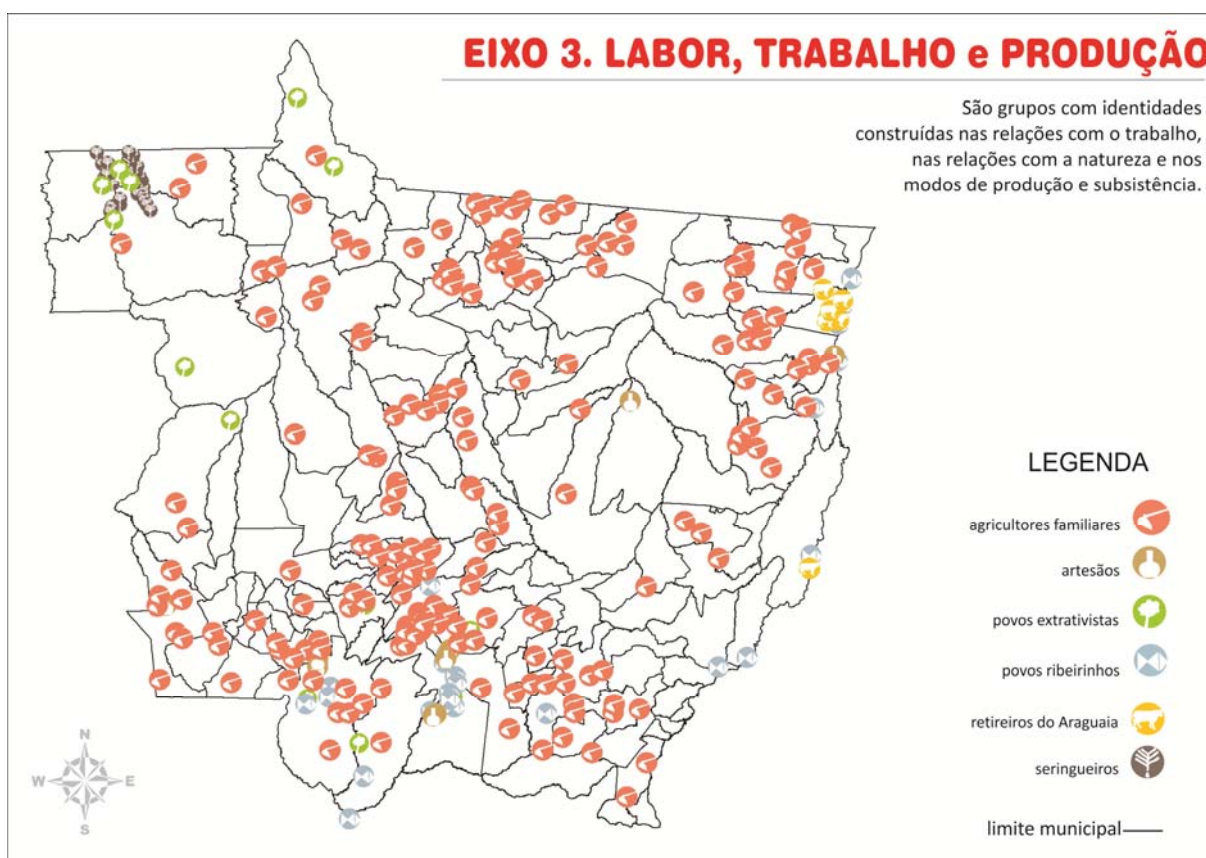 EIXO 3. LABOR, TRABALHO e PRODUÇÃO
São grupos com identidades
construídas nas relações com o trabalho,
nas relações com a natureza e nos
modos de produção e subsistência.
LEGENDA
agricultores familiares
artesãos
povos extrativistas
povos ribeirinhos
retireiros do Araguaia
seringueiros
limite municipal
N
W E
S